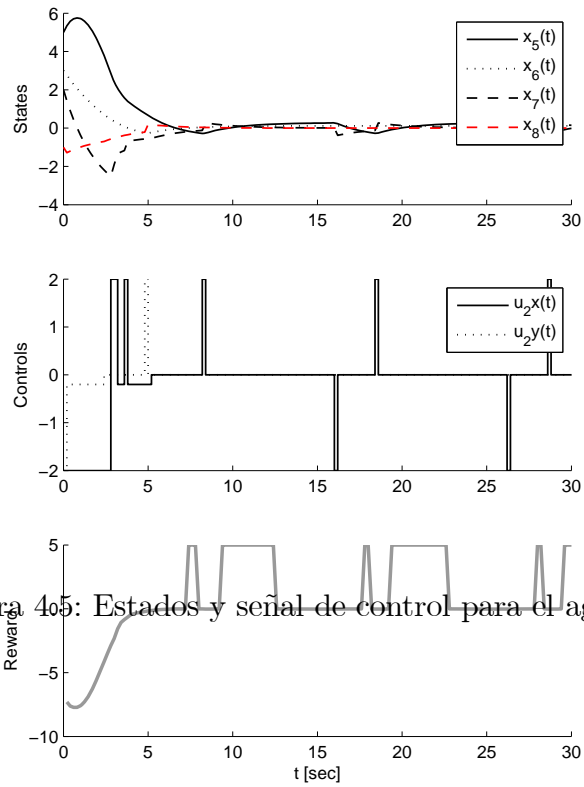 6
4
2
0
−2
−4
States
0 5 10 15 20 25 30
x5(t)
x6(t)
x7(t)
x8(t)
2
1
0
−1
−2
Controls
0 5 10 15 20 25 30
u2x(t)
u2y(t)
5
0
−5
−10
Reward
ra 4.5: Estados y señal de control para el ag
0 5 10 15 20 25 30
t [sec]